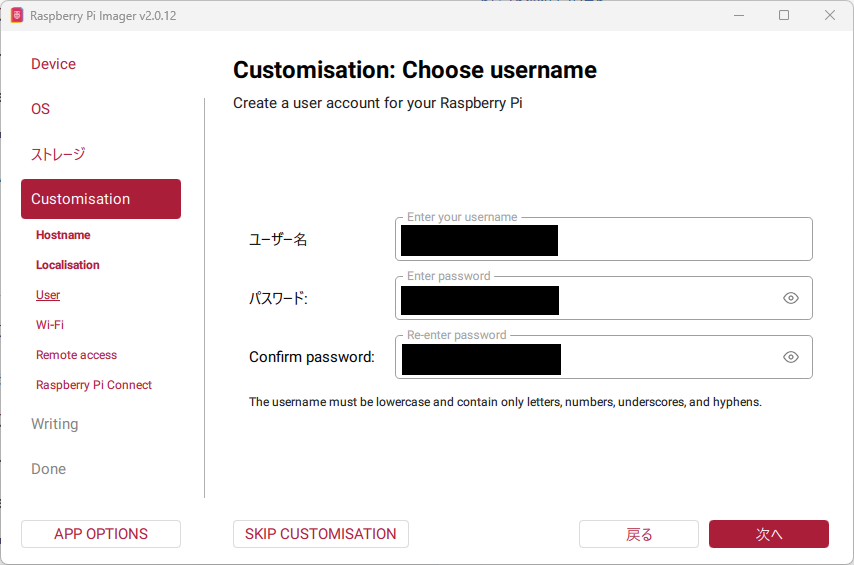 Raspberry Pi Imager v2.0.12
Device
OS
ストレージ
Customisation
Hostname
Localisation
User
Wi-Fi
Remote access
Raspberry Pi Connect
Writing
Done
Customisation: Choose username
Create a user account for your Raspberry Pi
ユーザー名
Enter your username
パスワード:
Enter password
Confirm password:
Re-enter password
The username must be lowercase and contain only letters, numbers, underscores, and hyphens.
APP OPTIONS
SKIP CUSTOMISATION
戻る
次へ